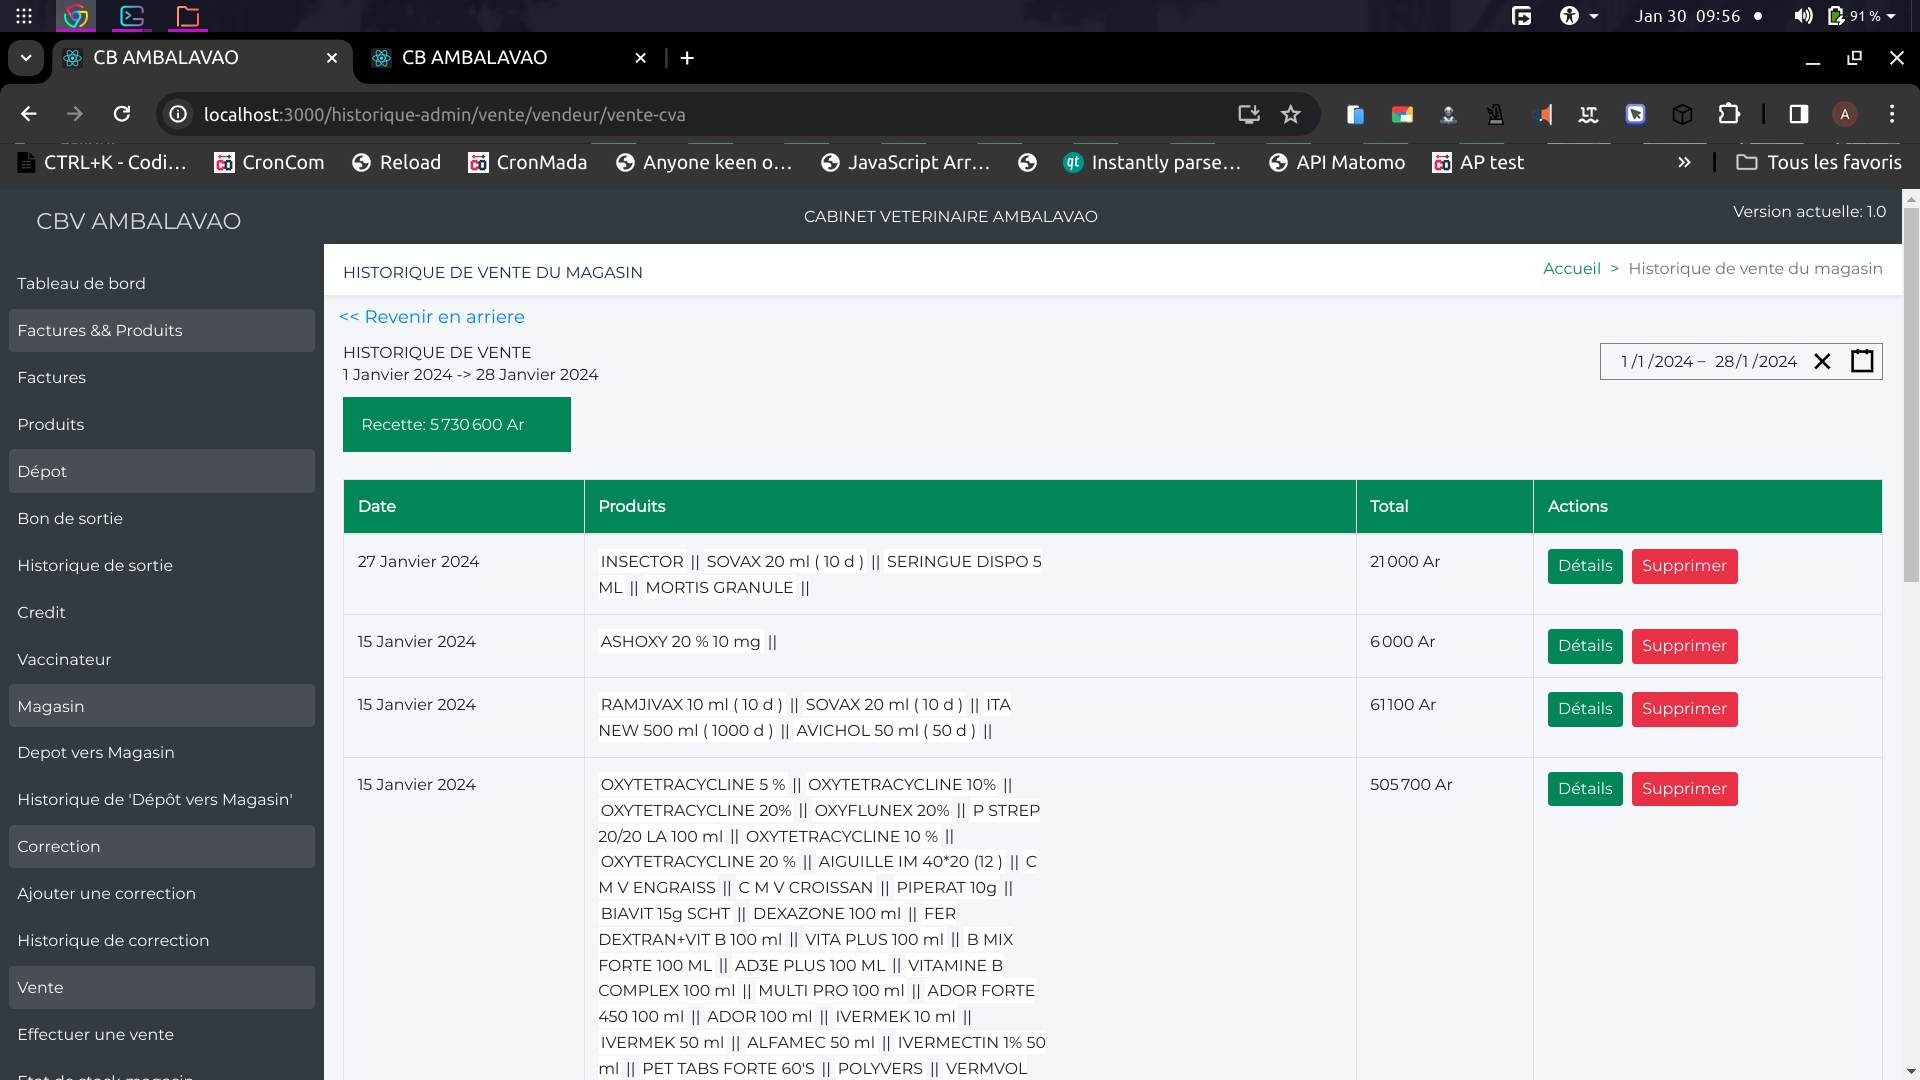 Jan 30 09:56
91 %
CB AMBALAVAO
CB AMBALAVAO
localhost:3000/historique-admin/vente/vendeur/vente-cva
A
CTRL+K - Codi...
CronCom
Reload
CronMada
Anyone keen o...
JavaScript Arr...
qt
Instantly parse...
API Matomo
AP test
»
Tous les favoris
CBV AMBALAVAO
CABINET VETERINAIRE AMBALAVAO
Version actuelle: 1.0
Tableau de bord
Factures && Produits
Factures
Produits
Dépot
Bon de sortie
Historique de sortie
Credit
Vaccinateur
Magasin
Depot vers Magasin
Historique de 'Dépôt vers Magasin'
Correction
Ajouter une correction
Historique de correction
Vente
Effectuer une vente
Etat de stock magasin
HISTORIQUE DE VENTE DU MAGASIN
Accueil > Historique de vente du magasin
<< Revenir en arriere
HISTORIQUE DE VENTE
1 Janvier 2024 -> 28 Janvier 2024
1 /1 /2024 – 28/1 /2024
Recette: 5 730 600 Ar
Date Produits Total Actions
27 Janvier 2024
INSECTOR || SOVAX 20 ml ( 10 d ) || SERINGUE DISPO 5
ML || MORTIS GRANULE ||
21 000 Ar
Détails Supprimer
15 Janvier 2024
ASHOXY 20 % 10 mg ||
6 000 Ar
Détails Supprimer
15 Janvier 2024
RAMJIVAX 10 ml ( 10 d ) || SOVAX 20 ml ( 10 d ) || ITA
NEW 500 ml ( 1000 d ) || AVICHOL 50 ml ( 50 d ) ||
61 100 Ar
Détails Supprimer
15 Janvier 2024
OXYTETRACYCLINE 5 % || OXYTETRACYCLINE 10% ||
OXYTETRACYCLINE 20% || OXYFLUNEX 20% || P STREP
20/20 LA 100 ml || OXYTETRACYCLINE 10 % ||
OXYTETRACYCLINE 20 % || AIGUILLE IM 40*20 (12 ) || C
M V ENGRAISS || C M V CROISSAN || PIPERAT 10g ||
BIAVIT 15g SCHT || DEXAZONE 100 ml || FER
DEXTRAN+VIT B 100 ml || VITA PLUS 100 ml || B MIX
FORTE 100 ML || AD3E PLUS 100 ML || VITAMINE B
COMPLEX 100 ml || MULTI PRO 100 ml || ADOR FORTE
450 100 ml || ADOR 100 ml || IVERMEK 10 ml ||
IVERMEK 50 ml || ALFAMEC 50 ml || IVERMECTIN 1% 50
ml || PET TABS FORTE 60'S || POLYVERS || VERMVOL
505 700 Ar
Détails Supprimer